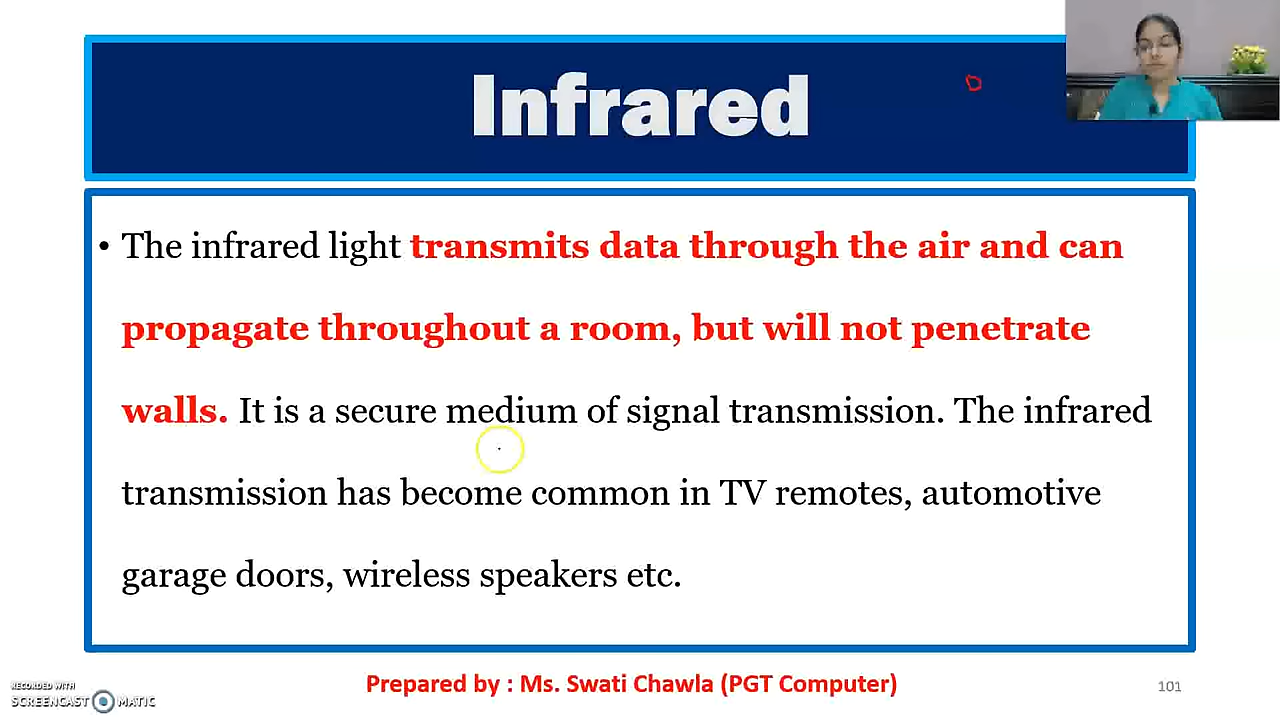 Infrared
• The infrared light transmits data through the air and can
propagate throughout a room, but will not penetrate
walls. It is a secure medium of signal transmission. The infrared
transmission has become common in TV remotes, automotive
garage doors, wireless speakers etc.
Prepared by : Ms. Swati Chawla (PGT Computer)
101
RECORDED WITH
SCREENCAST MATIC